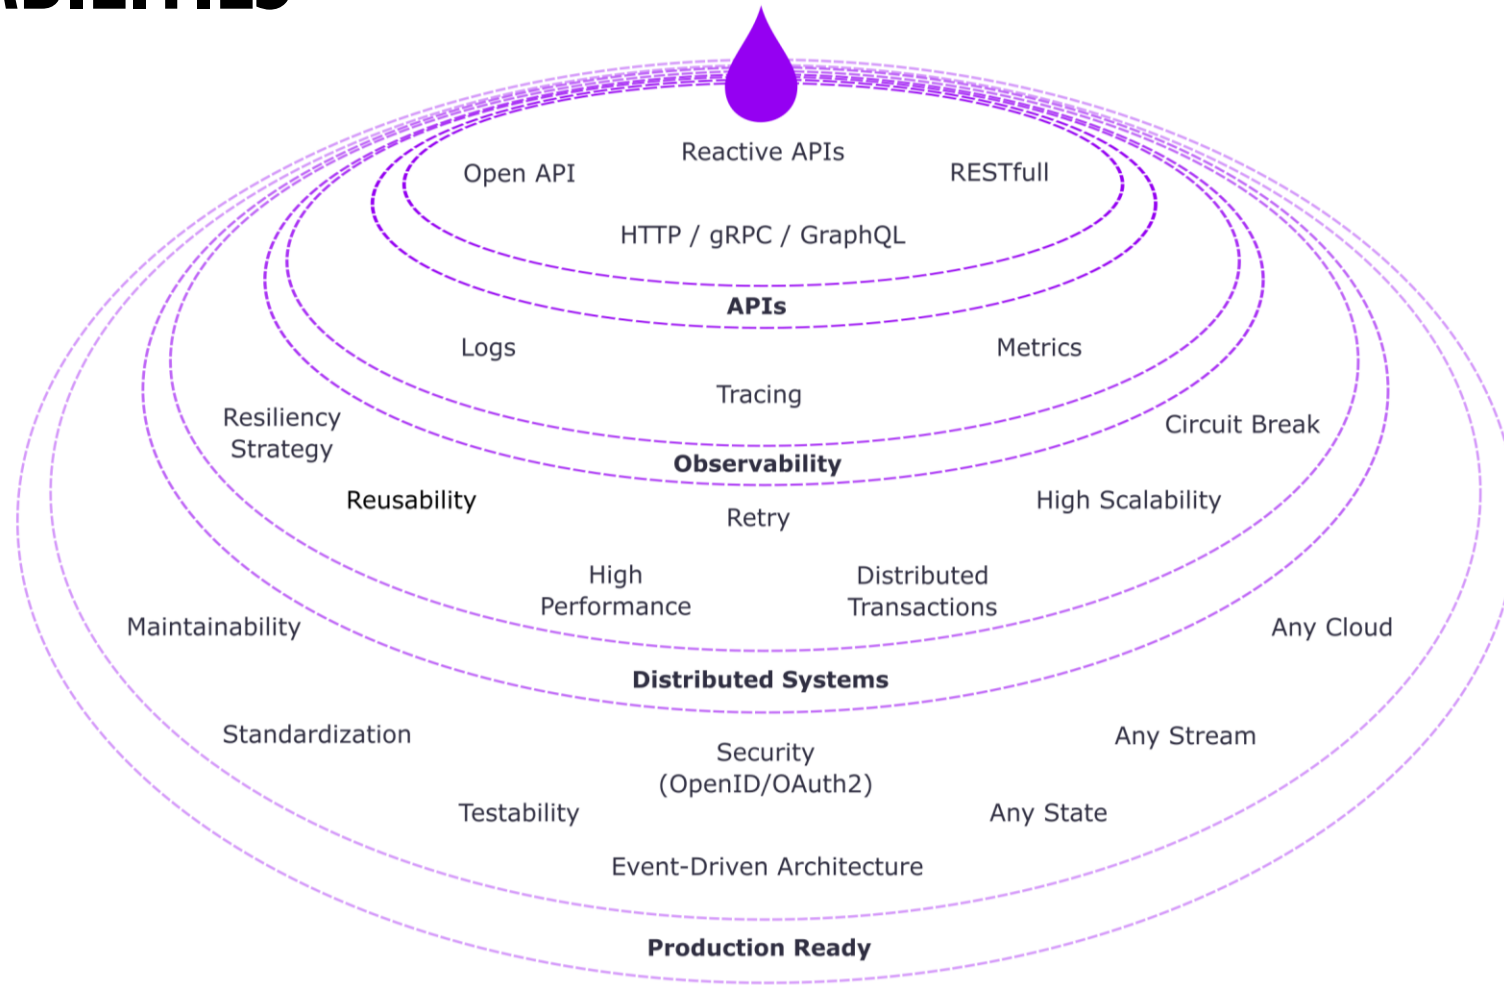 Reactive APIs
Open API
RESTfull
HTTP / gRPC / GraphQL
APIs
Logs
Metrics
Tracing
Resiliency
Strategy
Circuit Break
Observability
Reusability
High Scalability
Retry
High
Performance
Distributed
Transactions
Maintainability
Any Cloud
Distributed Systems
Standardization
Any Stream
Security
(OpenID/OAuth2)
Testability
Any State
Event-Driven Architecture
Production Ready